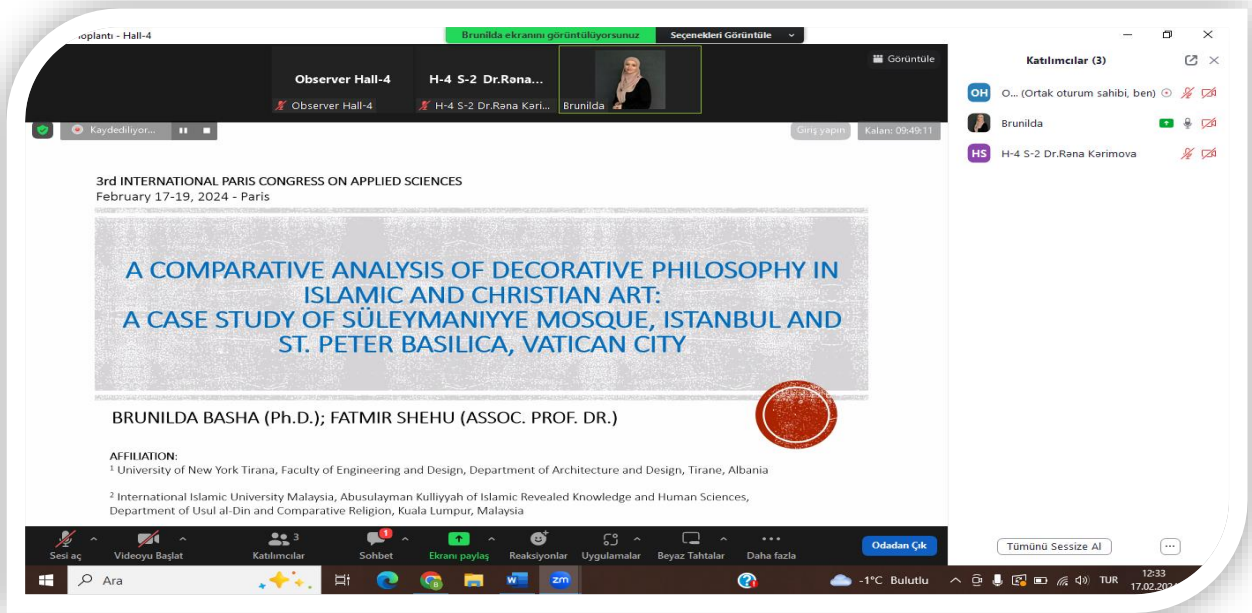 oplantı - Hall-4
Brunilda ekranını görüntülüyorsunuz
Seçenekleri Görüntüle
Observer Hall-4
Observer Hall-4
H-4 S-2 Dr.Rəna...
H-4 S-2 Dr.Rəna Kəri...
Brunilda
Görüntüle
Kaydediliyor...
Giriş yapın
Kalan: 09:49:11
3rd INTERNATIONAL PARIS CONGRESS ON APPLIED SCIENCES
February 17-19, 2024 - Paris
A COMPARATIVE ANALYSIS OF DECORATIVE PHILOSOPHY IN
ISLAMIC AND CHRISTIAN ART:
A CASE STUDY OF SÜLEYMANIYYE MOSQUE, ISTANBUL AND
ST. PETER BASILICA, VATICAN CITY
BRUNILDA BASHA (Ph.D.); FATMIR SHEHU (ASSOC. PROF. DR.)
AFFILIATION:
1 University of New York Tirana, Faculty of Engineering and Design, Department of Architecture and Design, Tirane, Albania
2 International Islamic University Malaysia, Abusulayman Kulliyyah of Islamic Revealed Knowledge and Human Sciences,
Department of Usul al-Din and Comparative Religion, Kuala Lumpur, Malaysia
Katılımcılar (3)
OH O... (Ortak oturum sahibi, ben)
Brunilda
HS H-4 S-2 Dr.Rəna Kərimova
Sesi aç
Videoyu Başlat
3
Katılımcılar
1
Sohbet
Ekranı paylaş
Reaksiyonlar
Uygulamalar
Beyaz Tahtalar
Daha fazla
Odadan Çık
Tümünü Sessize Al
Ara
W
zm
-1°C Bulutlu
TUR
12:33
17.02.202